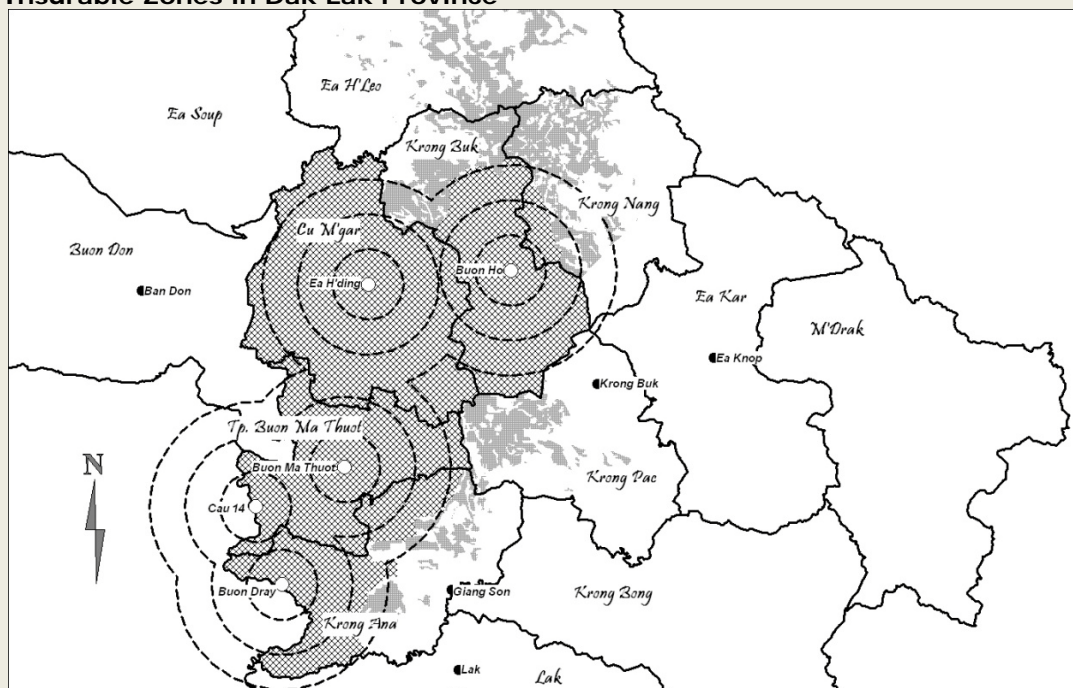 Insurable Zones in Dak Lak Province
Ea H'Leo
Ea Soup
Krong Buk
Krong Nang
Cu M'gar
Buon Don
Buon Ho
Ea H'ding
Ban Don
Ea Kar
M'Drak
Ea Knop
Krong Buk
Tp. Buon Ma Thuot
N
Buon Ma Thuot
Krong Pac
Cau 14
Buon Dray
Giang Son
Krong Bong
Krong Ana
Lak
Lak